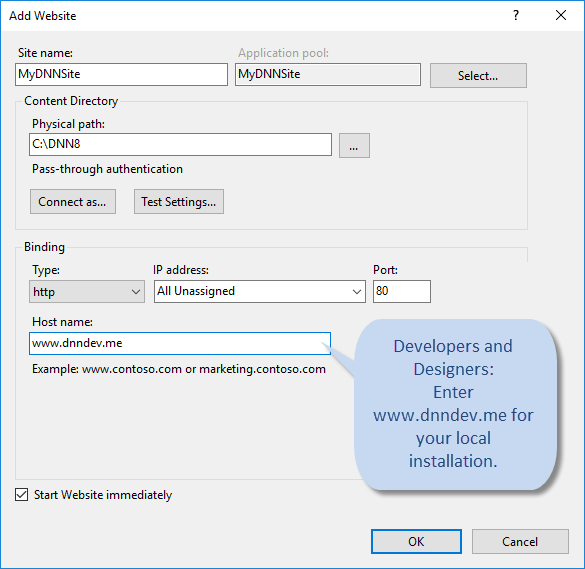 Add Website
?
Site name:
Application pool:
MyDNNSite
MyDNNSite
Select...
Content Directory
Physical path:
C:\DNN8
...
Pass-through authentication
Connect as...
Test Settings...
Binding
Type:
IP address:
Port:
http
All Unassigned
80
Host name:
www.dnndev.me
Example: www.contoso.com or marketing.contoso.com
Developers and
Designers:
Enter
www.dnndev.me for
your local
installation.
Start Website immediately
OK
Cancel